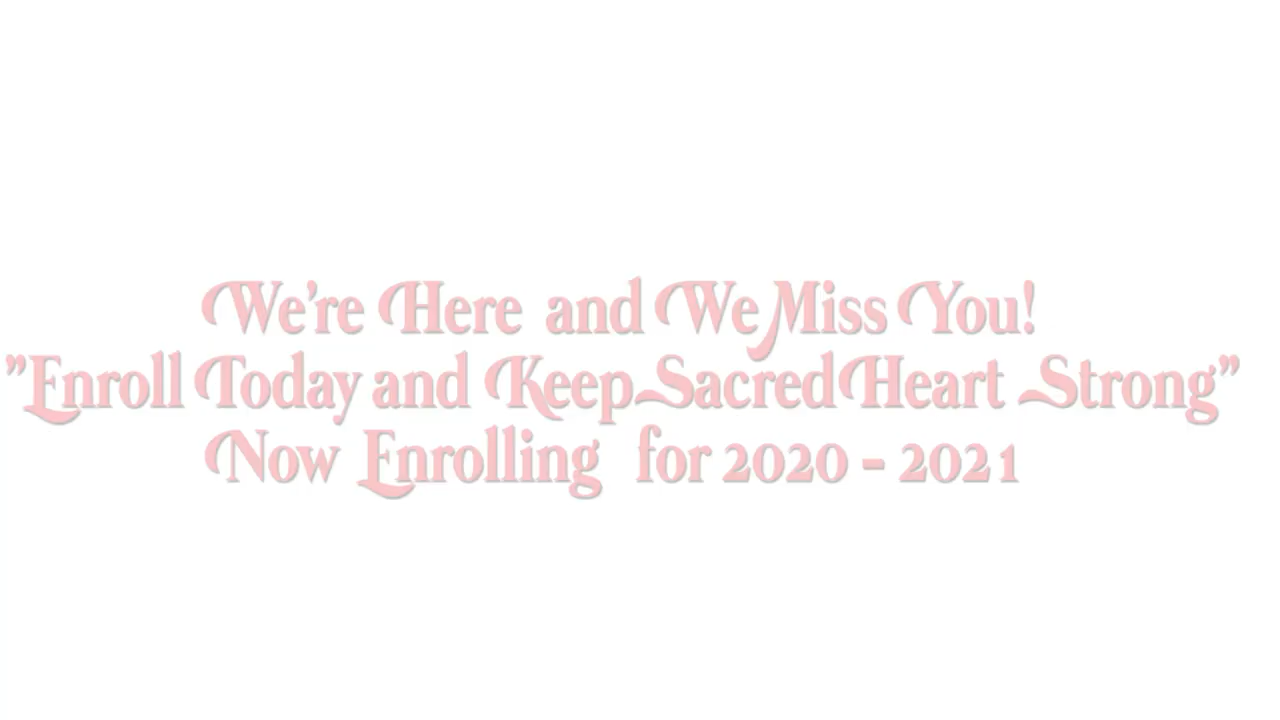 We're Here and We Miss You!
"Enroll Today and Keep Sacred Heart Strong"
Now Enrolling for 2020 - 2021